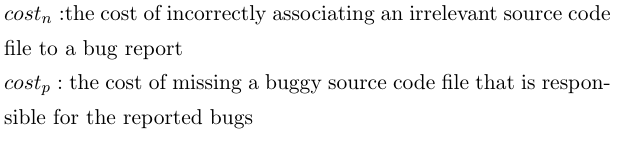 cost_n :the cost of incorrectly associating an irrelevant source code
file to a bug report
cost_p : the cost of missing a buggy source code file that is respon-
sible for the reported bugs